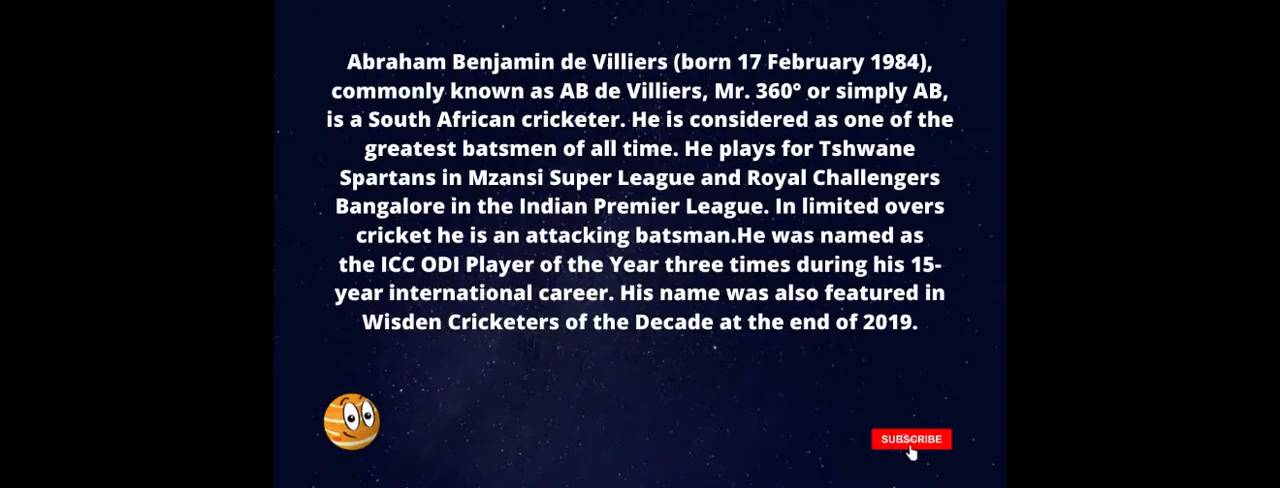 Abraham Benjamin de Villiers (born 17 February 1984),
commonly known as AB de Villiers, Mr. 360° or simply AB,
is a South African cricketer. He is considered as one of the
greatest batsmen of all time. He plays for Tshwane
Spartans in Mzansi Super League and Royal Challengers
Bangalore in the Indian Premier League. In limited overs
cricket he is an attacking batsman.He was named as
the ICC ODI Player of the Year three times during his 15-
year international career. His name was also featured in
Wisden Cricketers of the Decade at the end of 2019.
SUBSCRIBE